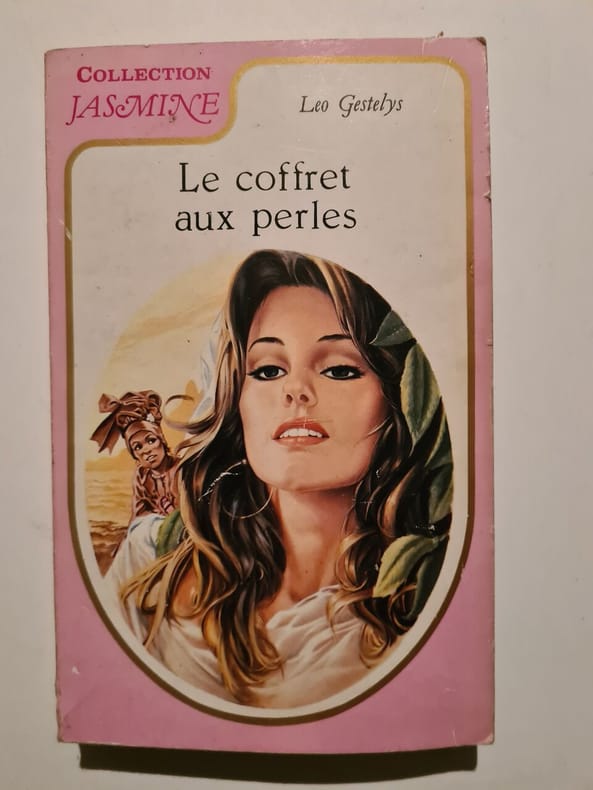 COLLECTION
JASMINE
Leo Gestelys
Le coffret
aux perles